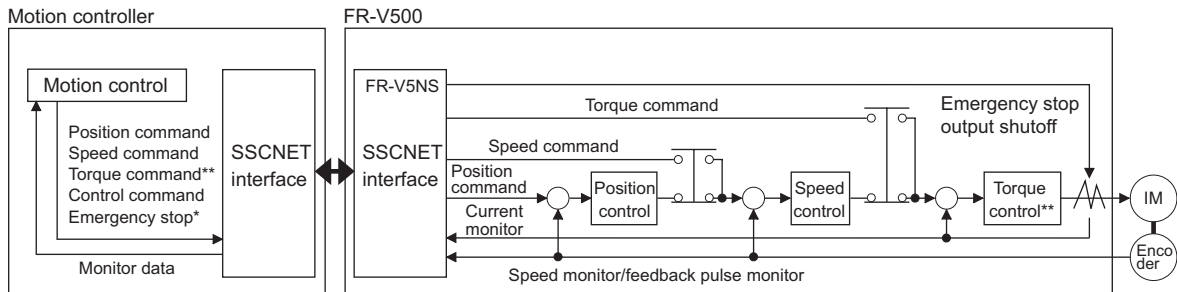 Motion controller
FR-V500
Motion control
Position command
Speed command
Torque command**
Control command
Emergency stop*
Monitor data
SSCNET
interface
FR-V5NS
SSCNET
interface
Torque command
Speed command
Position
command
Current
monitor
Position
control
Speed
control
Torque
control**
Emergency stop
output shutoff
IM
Enco
der
Speed monitor/feedback pulse monitor